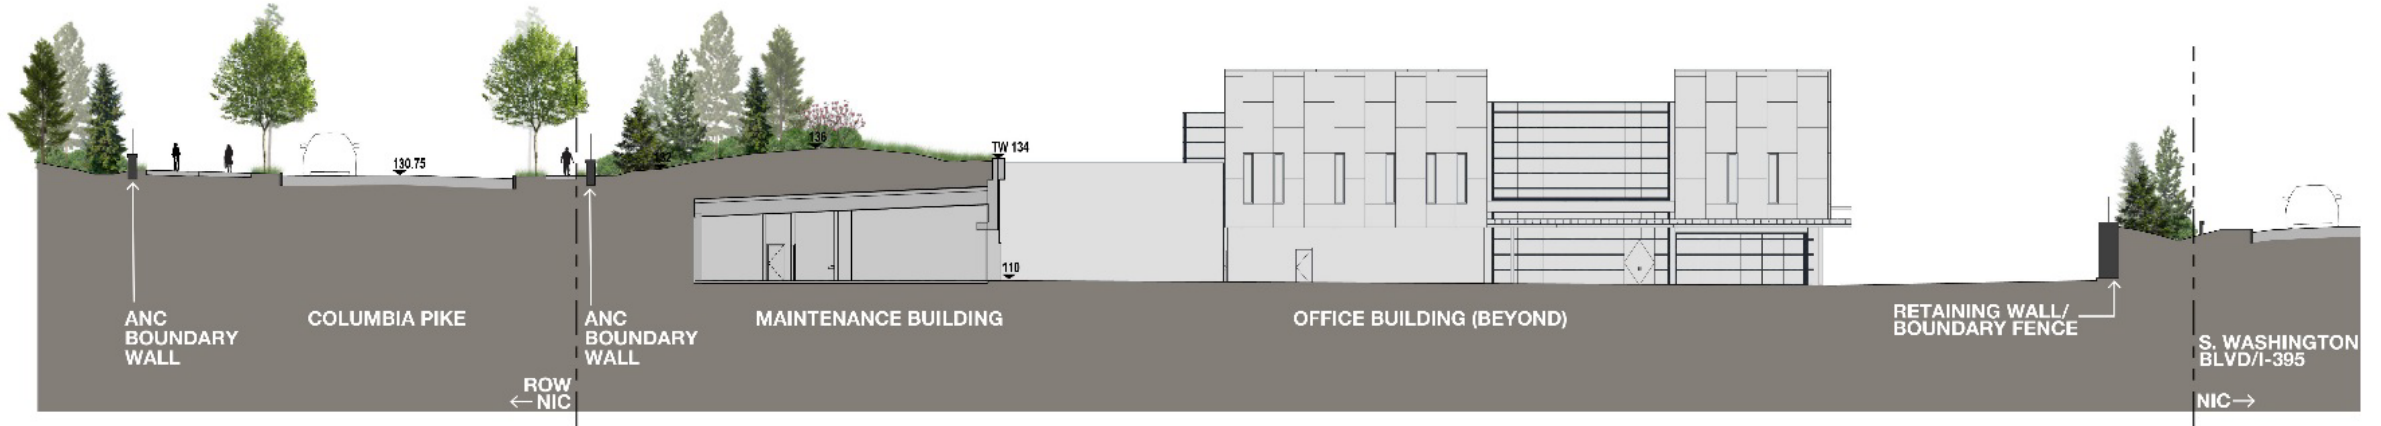 136
TW 134
130.75
110
ANC
BOUNDARY
WALL
COLUMBIA PIKE
ANC
BOUNDARY
WALL
MAINTENANCE BUILDING
OFFICE BUILDING (BEYOND)
RETAINING WALL/
BOUNDARY FENCE
S. WASHINGTON
BLVD/I-395
ROW
←NIC
NIC→